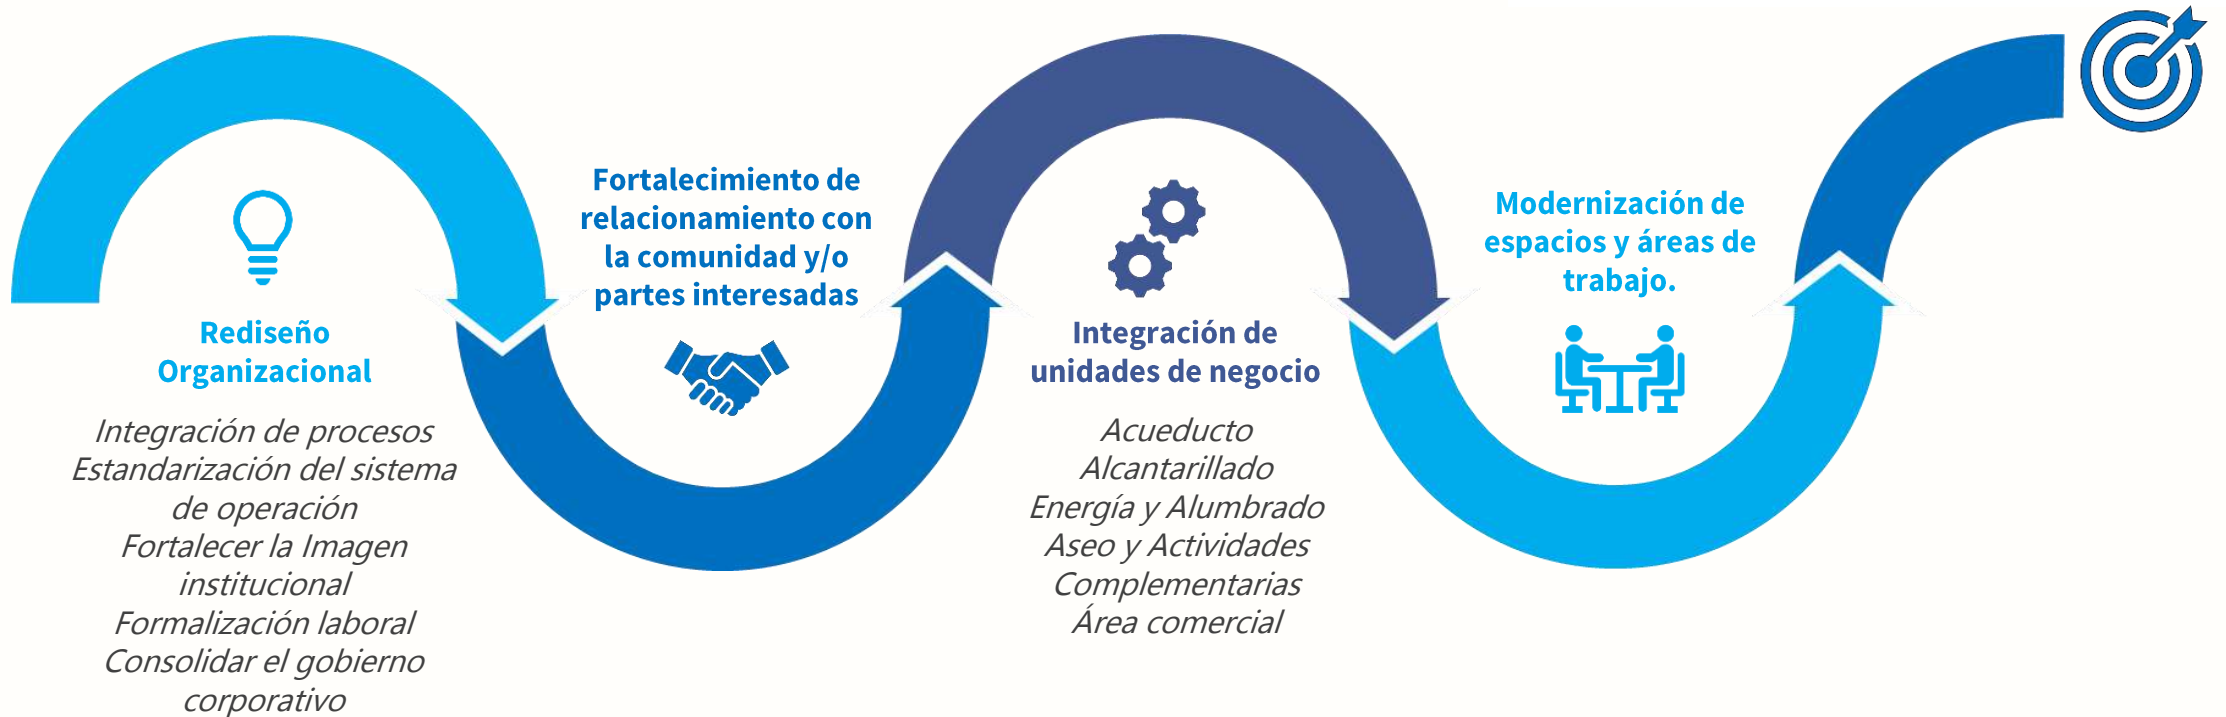 Rediseño
Organizacional
Integración de procesos
Estandarización del sistema
de operación
Fortalecer la Imagen
institucional
Formalización laboral
Consolidar el gobierno
corporativo
Fortalecimiento de
relacionamiento con
la comunidad y/o
partes interesadas
Integración de
unidades de negocio
Acueducto
Alcantarillado
Energía y Alumbrado
Aseo y Actividades
Complementarias
Área comercial
Modernización de
espacios y áreas de
trabajo.